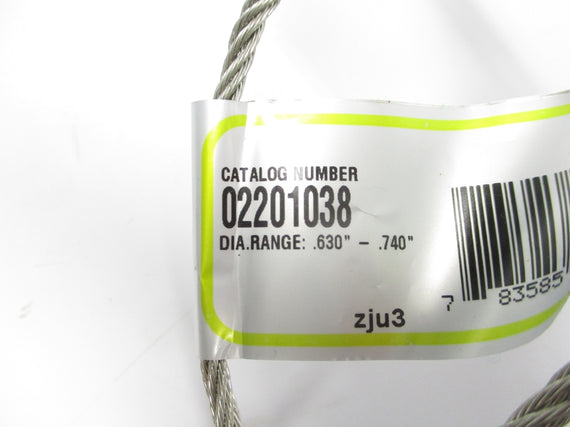 CATALOG NUMBER
02201038
DIA.RANGE: .630" - .740"
7 83585
zju3